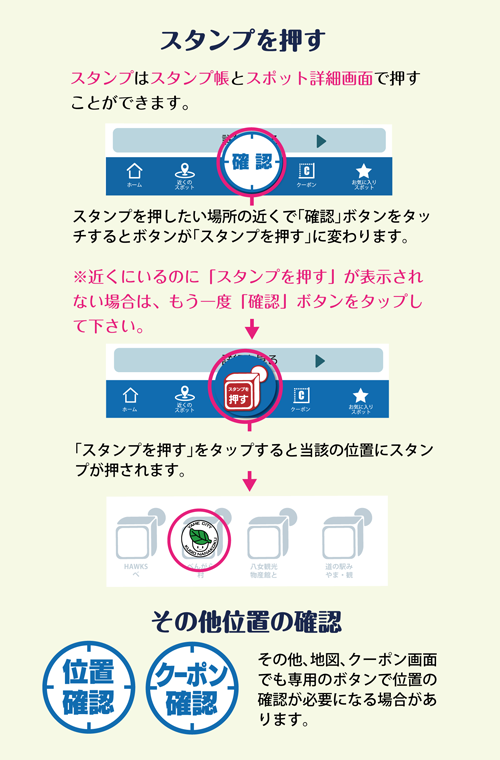 スタンプを押す
スタンプはスタンプ帳とスポット詳細画面で押す
ことができます。
確認
ホーム
近くの
スポット
クーポン
お気に入り
スポット
スタンプを押したい場所の近くで「確認」ボタンをタッ
チするとボタンが「スタンプを押す」に変わります。
※近くにいるのに「スタンプを押す」が表示され
ない場合は、もう一度「確認」ボタンをタップし
て下さい。
スタンプを
押す
ホーム
近くの
スポット
クーポン
お気に入り
スポット
「スタンプを押す」をタップすると当該の位置にスタン
プが押されます。
HAWKS
ベ
村
八女観光
物産館と
道の駅み
やま・観
YAME CITY
その他位置の確認
位置
確認
クーポン
確認
その他、地図、クーポン画面
でも専用のボタンで位置の
確認が必要になる場合があ
ります。